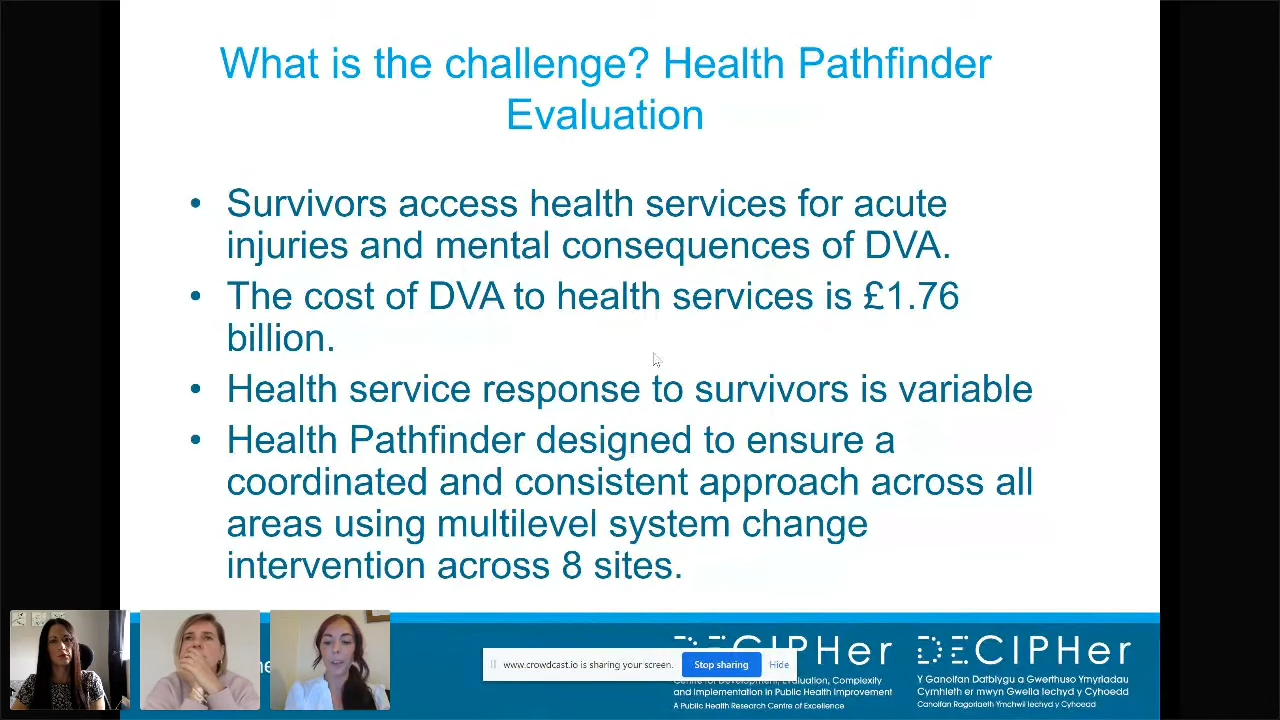 What is the challenge? Health Pathfinder
Evaluation
• Survivors access health services for acute
injuries and mental consequences of DVA.
• The cost of DVA to health services is £1.76
billion.
• Health service response to survivors is variable
• Health Pathfinder designed to ensure a
coordinated and consistent approach across all
areas using multilevel system change
intervention across 8 sites.
www.crowdcast.io is sharing your screen.
Stop sharing
Hide
DECIPHer
Centre for Development, Evaluation, Complexity
and Implementation in Public Health Improvement
A Public Health Research Centre of Excellence
DECIPHer
Y Ganolfan Datblygu a Gwerthuso Ymyriadau
Cymhleth er mwyn Gwella Iechyd y Cyhoedd
Canolfan Ragoriaeth Ymchwil Iechyd y Cyhoedd